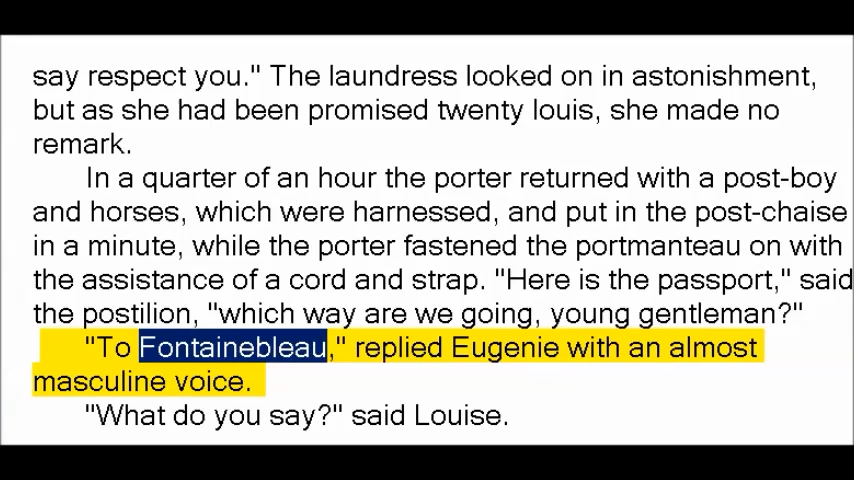 say respect you." The laundress looked on in astonishment,
but as she had been promised twenty louis, she made no
remark.
In a quarter of an hour the porter returned with a post-boy
and horses, which were harnessed, and put in the post-chaise
in a minute, while the porter fastened the portmanteau on with
the assistance of a cord and strap. "Here is the passport," said
the postilion, "which way are we going, young gentleman?"
"To Fontainebleau," replied Eugenie with an almost
masculine voice.
"What do you say?" said Louise.